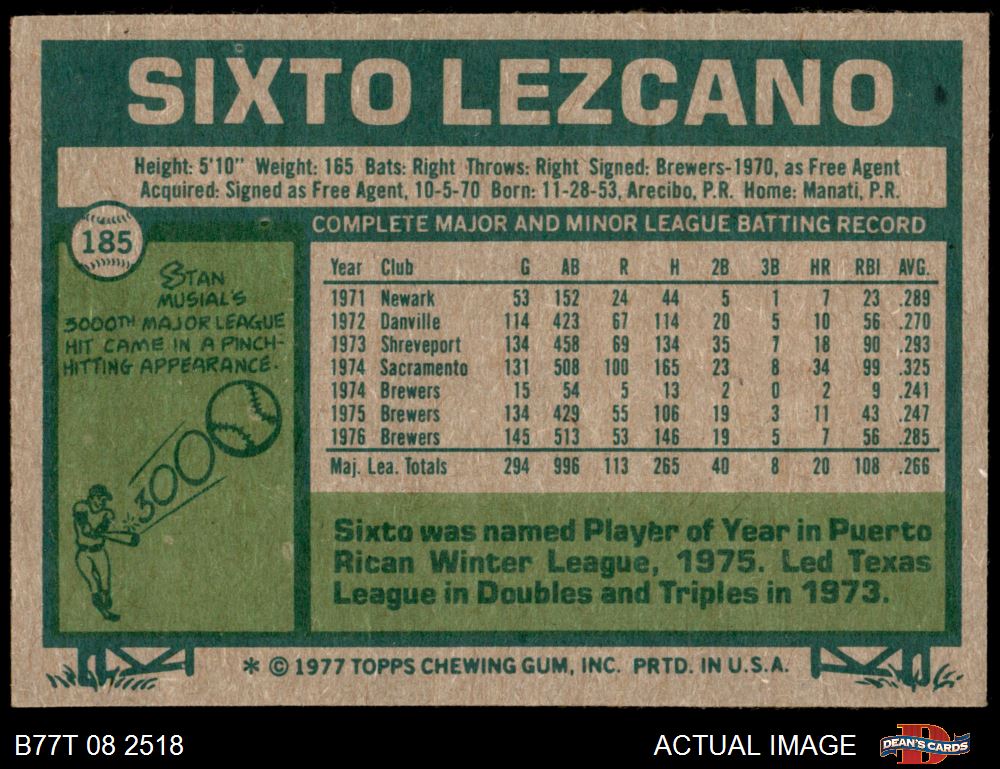 SIXTO LEZCANO
Height: 5'10" Weight: 165 Bats: Right Throws: Right Signed: Brewers-1970, as Free Agent
Acquired: Signed as Free Agent, 10-5-70 Born: 11-28-53, Arecibo, P.R. Home: Manati, P.R.
185
STAN
MUSIAL'S
3000TH MAJOR LEAGUE
HIT CAME IN A PINCH-
HITTING APPEARANCE.
3000
COMPLETE MAJOR AND MINOR LEAGUE BATTING RECORD
Year Club G AB R H 2B 3B HR RBI AVG.
1971 Newark 53 152 24 44 5 1 7 23 .289
1972 Danville 114 423 67 114 20 5 10 56 .270
1973 Shreveport 134 458 69 134 35 7 18 90 .293
1974 Sacramento 131 508 100 165 23 8 34 99 .325
1974 Brewers 15 54 5 13 2 0 2 9 .241
1975 Brewers 134 429 55 106 19 3 11 43 .247
1976 Brewers 145 513 53 146 19 5 7 56 .285
Maj. Lea. Totals 294 996 113 265 40 8 20 108 .266
Sixto was named Player of Year in Puerto
Rican Winter League, 1975. Led Texas
League in Doubles and Triples in 1973.
* © 1977 TOPPS CHEWING GUM, INC. PRTD. IN U.S.A.
B77T 08 2518
ACTUAL IMAGE
DEAN'S CARDS